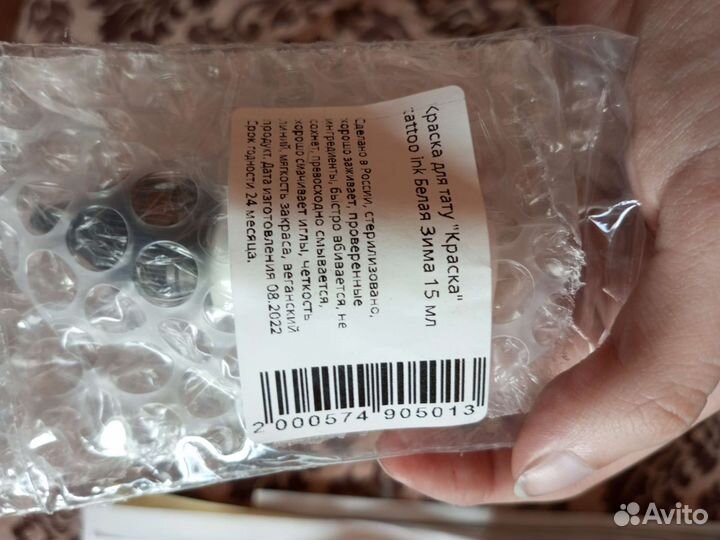 Краска для тату "Краска"
tattoo ink Белая Зима 15 мл
Сделано в России, стерилизовано,
хорошо заживает, проверенные
ингредиенты, быстро вбивается, не
сохнет, превосходно смывается,
хорошо смачивает иглы, четкость
линий, мягкость закраса, веганский
продукт. Дата изготовления 08.2022
Срок годности 24 месяца.
2 000574 905013
Avito